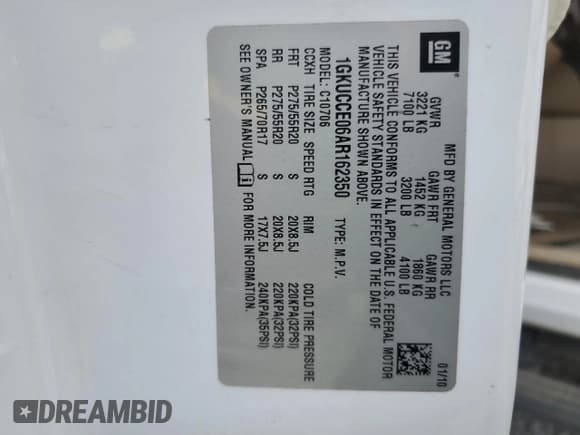 GM®
MFD BY GENERAL MOTORS LLC
01/10
GVWR GAWR FRT GAWR RR
3221 KG 1452 KG 1860 KG
7100 LB 3200 LB 4100 LB
THIS VEHICLE CONFORMS TO ALL APPLICABLE U.S. FEDERAL MOTOR
VEHICLE SAFETY STANDARDS IN EFFECT ON THE DATE OF
MANUFACTURE SHOWN ABOVE.
1GKUCCE06AR162350 TYPE: M.P.V.
MODEL: C10706
CCXH TIRE SIZE SPEED RTG RIM COLD TIRE PRESSURE
FRT P275/55R20 S 20X8.5J 220KPA(32PSI)
RR P275/55R20 S 20X8.5J 220KPA(32PSI)
SPA P265/70R17 S 17X7.5J 240KPA(35PSI)
SEE OWNER'S MANUAL i FOR MORE INFORMATION.
DREAMBID